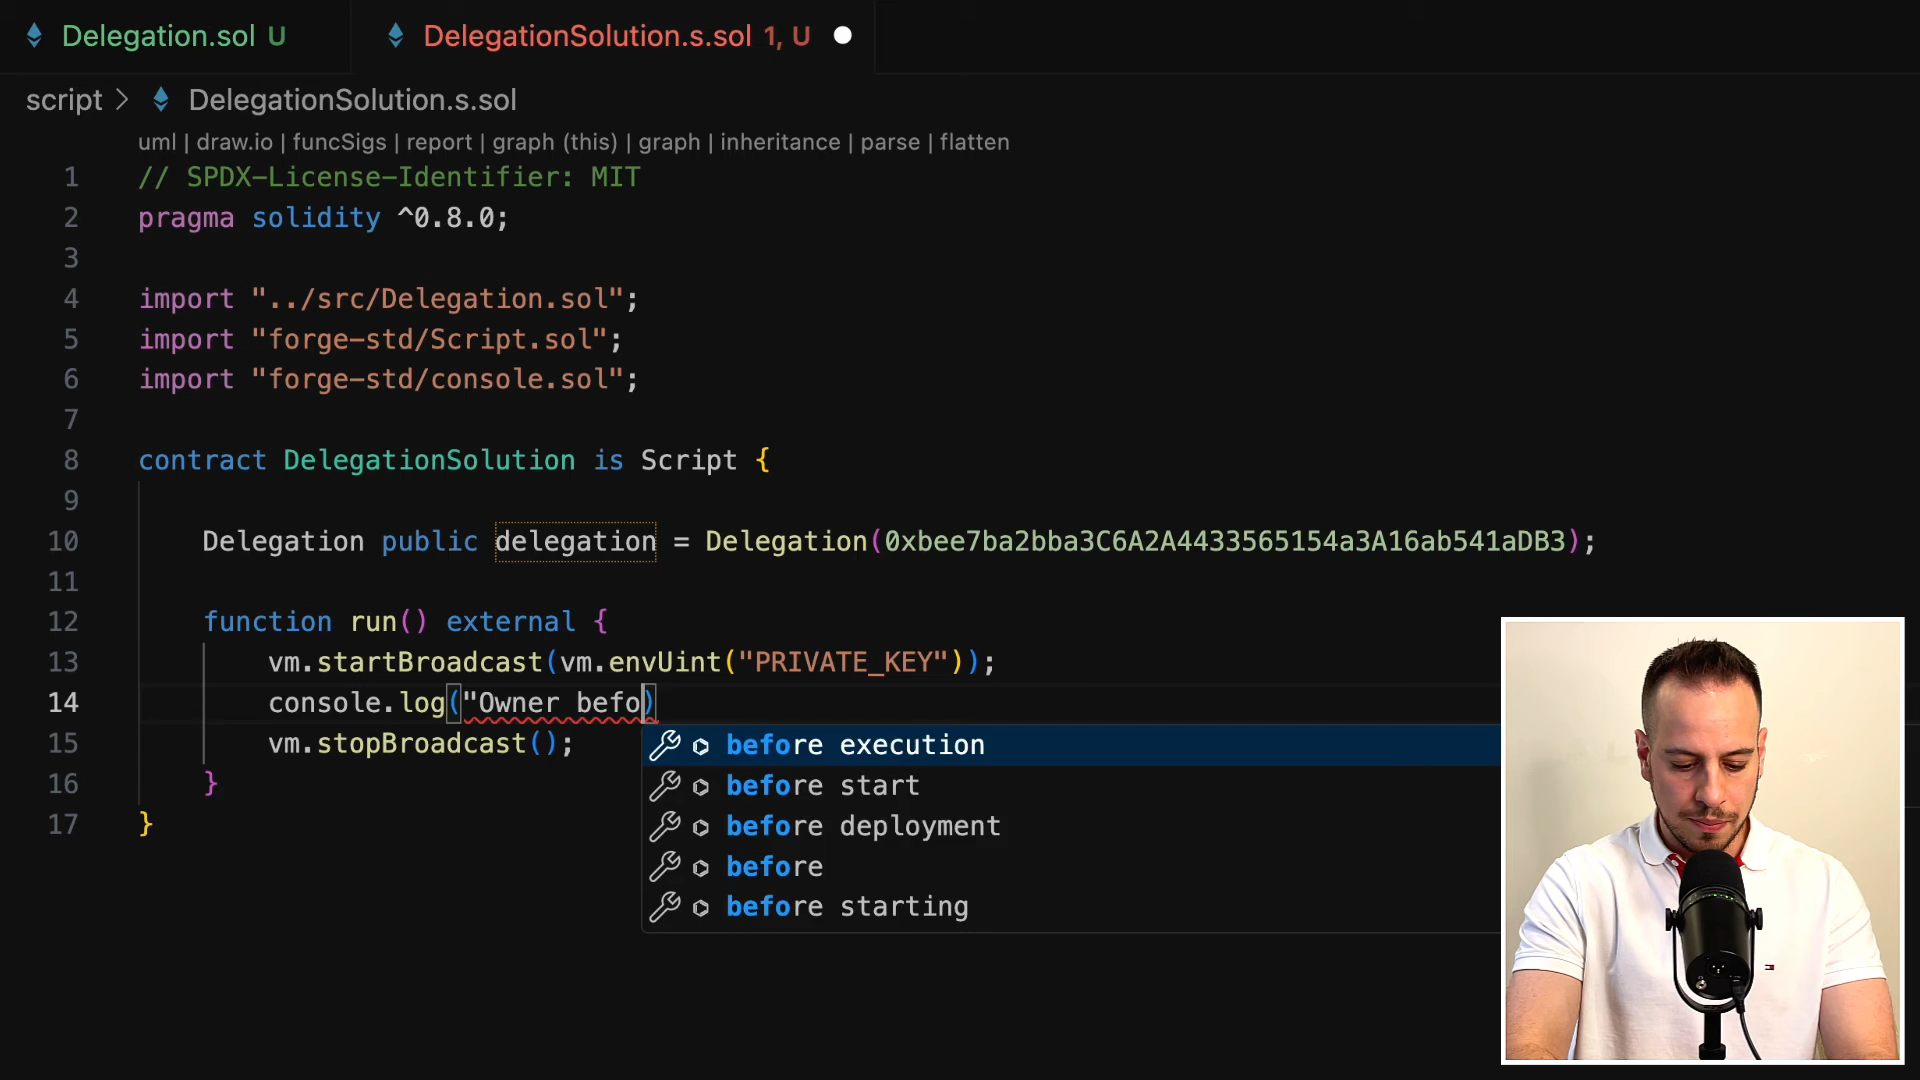 Delegation.sol U
DelegationSolution.s.sol 1, U
script > DelegationSolution.s.sol
uml | draw.io | funcSigs | report | graph (this) | graph | inheritance | parse | flatten
1 // SPDX-License-Identifier: MIT
2 pragma solidity ^0.8.0;
3
4 import "../src/Delegation.sol";
5 import "forge-std/Script.sol";
6 import "forge-std/console.sol";
7
8 contract DelegationSolution is Script {
9
10 Delegation public delegation = Delegation(0xbee7ba2bba3C6A2A4433565154a3A16ab541aDB3);
11
12 function run() external {
13 vm.startBroadcast(vm.envUint("PRIVATE_KEY"));
14 console.log("Owner befo)
15 vm.stopBroadcast();
before execution
before start
16 }
before deployment
17 }
before
before starting